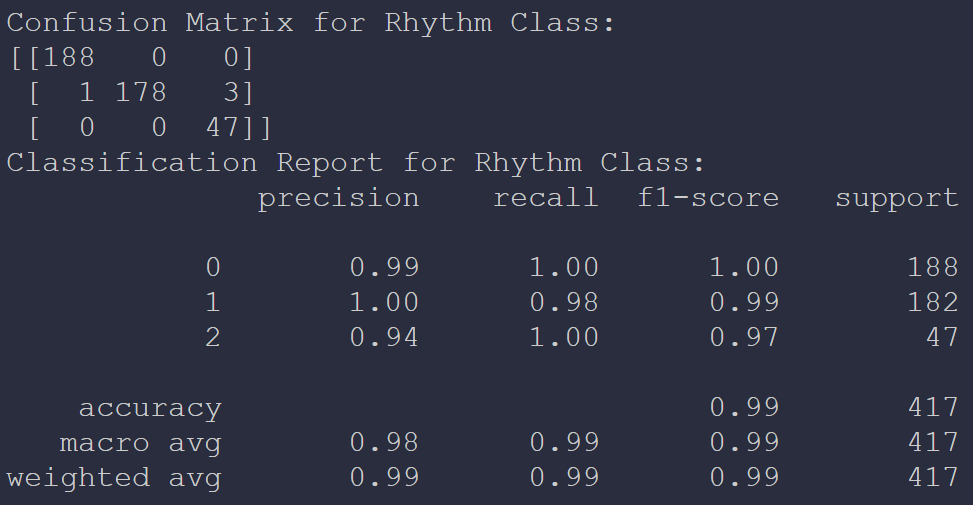 Confusion Matrix for Rhythm Class:
[[188   0   0]
 [  1 178   3]
 [  0   0  47]]
Classification Report for Rhythm Class:
              precision    recall  f1-score   support
           0       0.99      1.00      1.00       188
           1       1.00      0.98      0.99       182
           2       0.94      1.00      0.97        47
    accuracy                           0.99       417
   macro avg       0.98      0.99      0.99       417
weighted avg       0.99      0.99      0.99       417